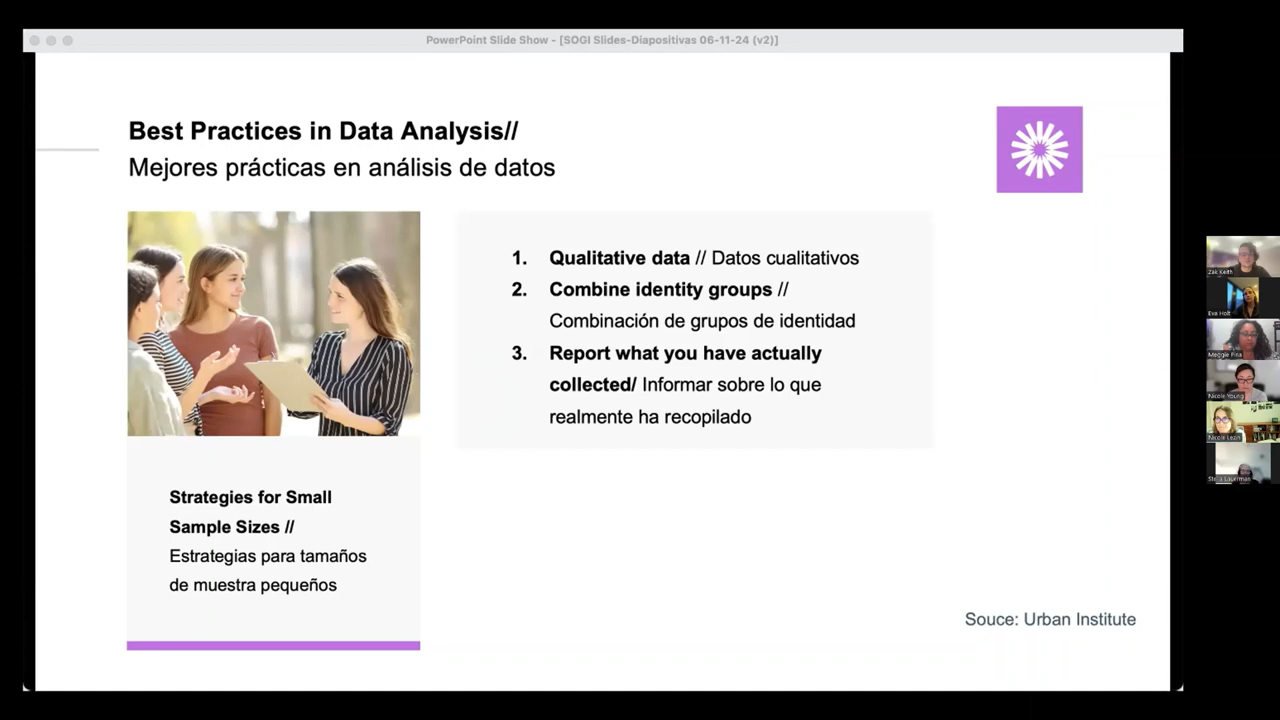 PowerPoint Slide Show - [SOGI Slides-Diapositivas 06-11-24 (v2)]
Best Practices in Data Analysis//
Mejores prácticas en análisis de datos
1. Qualitative data // Datos cualitativos
2. Combine identity groups //
Combinación de grupos de identidad
3. Report what you have actually
collected/ Informar sobre lo que
realmente ha recopilado
Strategies for Small
Sample Sizes //
Estrategias para tamaños
de muestra pequeños
Souce: Urban Institute
Zak Keith
Eva Holt
Meggie Pina
Nicole Young
Nicole Lezin